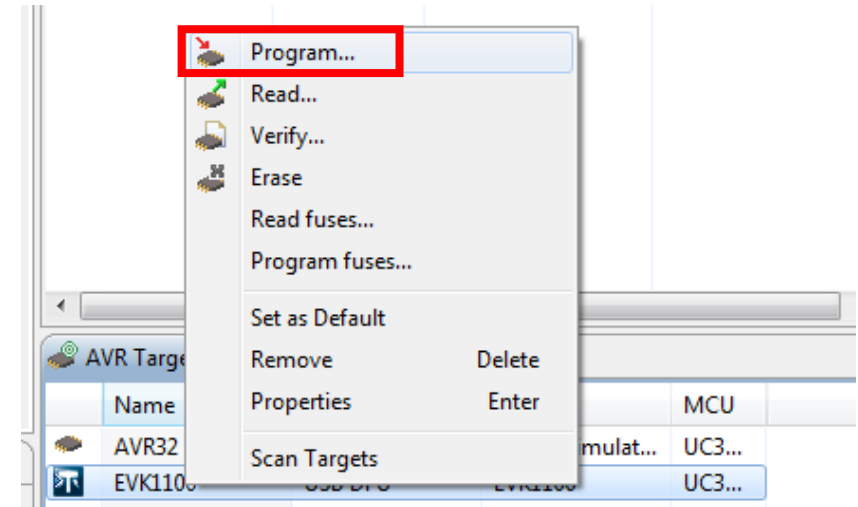 Program...
Read...
Verify...
Erase
Read fuses...
Program fuses...
Set as Default
Remove Delete
Properties Enter
Scan Targets
AVR Targe
Name MCU
AVR32 mulat... UC3...
EVK1100 USB DFU EVK1100 UC3...